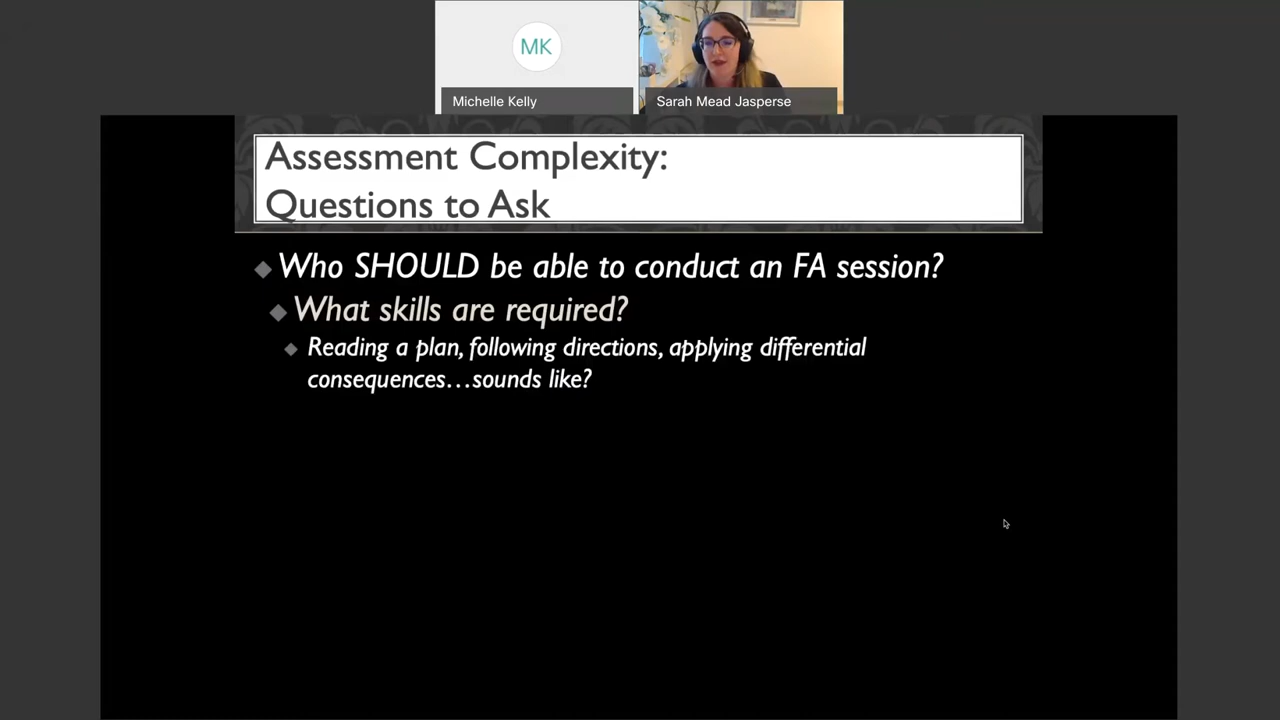 MK
Michelle Kelly
Sarah Mead Jasperse
Assessment Complexity:
Questions to Ask
Who SHOULD be able to conduct an FA session?
What skills are required?
Reading a plan, following directions, applying differential
consequences…sounds like?